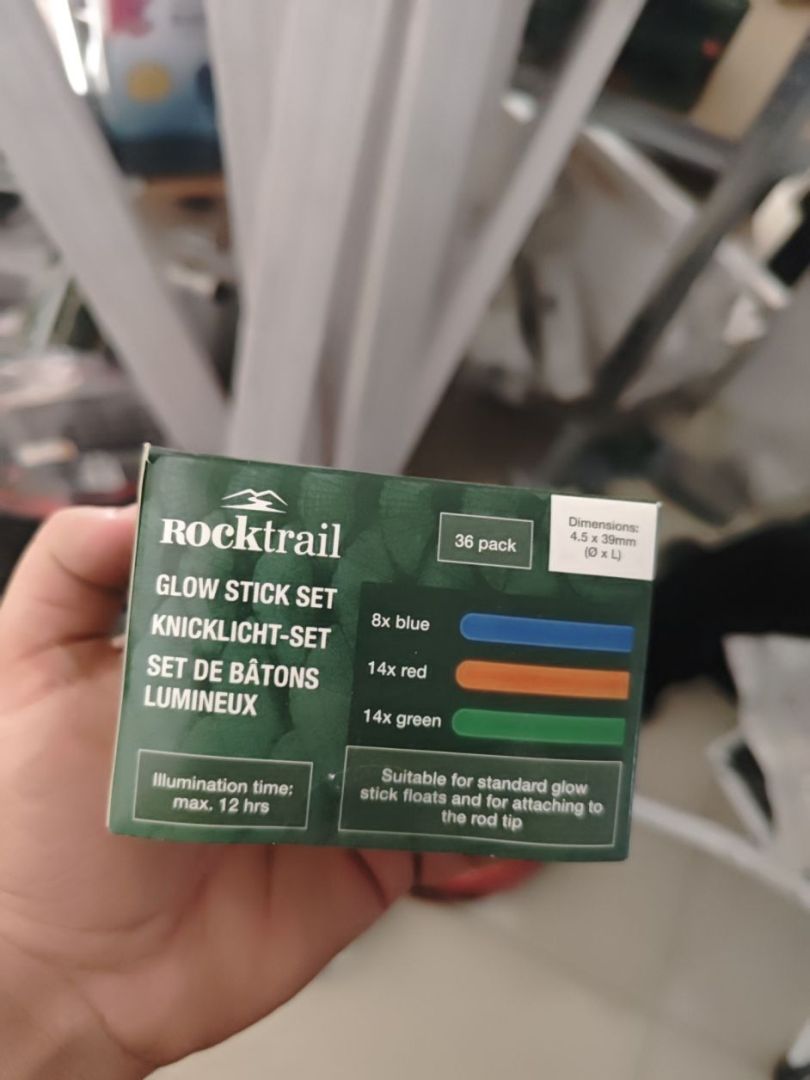 Rocktrail
36 pack
Dimensions:
4.5 x 39mm
(Ø x L)
GLOW STICK SET
KNICKLICHT-SET
SET DE BÂTONS
LUMINEUX
8x blue
14x red
14x green
Illumination time:
max. 12 hrs
Suitable for standard glow
stick floats and for attaching to
the rod tip